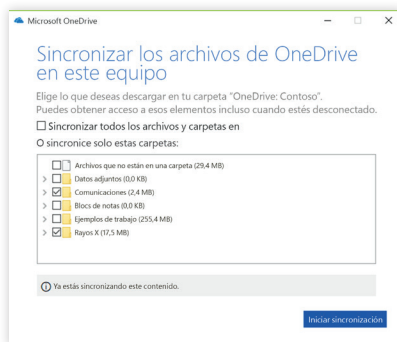 Microsoft OneDrive
Sincronizar los archivos de OneDrive
en este equipo
Elige lo que deseas descargar en tu carpeta "OneDrive: Contoso".
Puedes obtener acceso a esos elementos incluso cuando estés desconectado.
Sincronizar todos los archivos y carpetas en
O sincronice solo estas carpetas:
Archivos que no están en una carpeta (29,4 MB)
Datos adjuntos (0,0 KB)
Comunicaciones (2,4 MB)
Blocs de notas (0,0 KB)
Ejemplos de trabajo (255,4 MB)
Rayos X (17,5 MB)
Ya estás sincronizando este contenido.
Iniciar sincronización